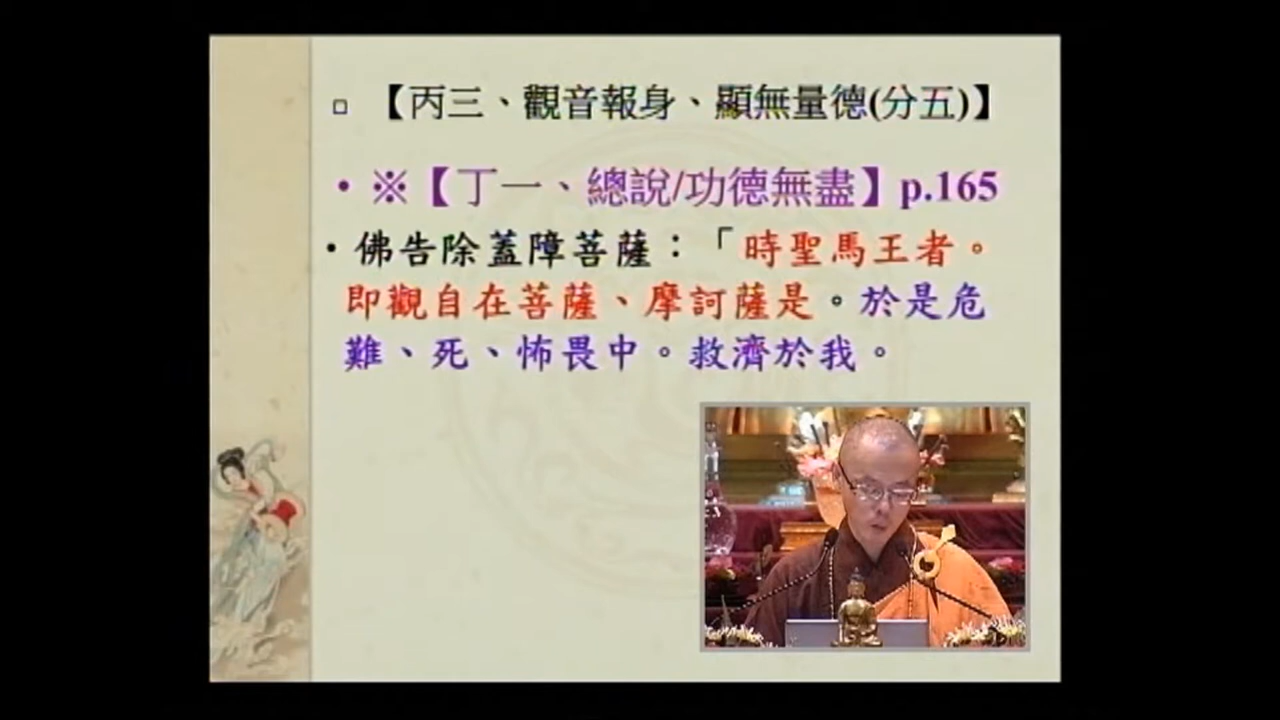 □ 【丙三、觀音報身、顯無量德(分五)】
• ※【丁一、總說/功德無盡】p.165
• 佛告除蓋障菩薩：「時聖馬王者。
即觀自在菩薩、摩訶薩是。於是危
難、死、怖畏中。救濟於我。